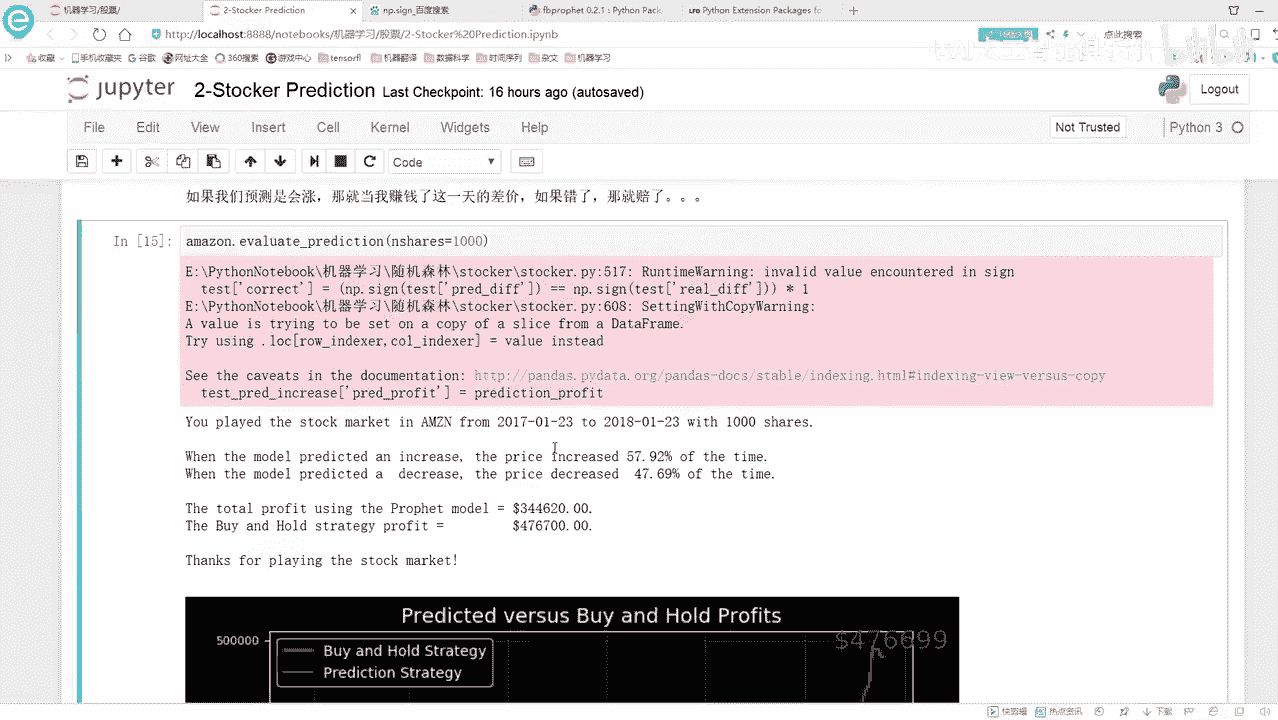 机器学习/股票/
2-Stocker Prediction
np.sign_百度搜索
fbprophet 0.2.1 : Python Pack
Python Extension Packages fo
http://localhost:8888/notebooks/机器学习/股票/2-Stocker%20Prediction.ipynb
点此搜索
收藏 手机收藏夹 谷歌 网址大全 360搜索 游戏中心 tensorfl 机器翻译 数据科学 时间序列 杂文 机器学习
jupyter 2-Stocker Prediction Last Checkpoint: 16 hours ago (autosaved)
Logout
File Edit View Insert Cell Kernel Widgets Help
Not Trusted
Python 3
Code
如果我们预测是会涨，那就当我赚钱了这一天的差价，如果错了，那就赔了。。。
In [15]: amazon.evaluate_prediction(nshares=1000)
E:\PythonNotebook\机器学习\随机森林\stocker\stocker.py:517: RuntimeWarning: invalid value encountered in sign
test['correct'] = (np.sign(test['pred_diff']) == np.sign(test['real_diff'])) * 1
E:\PythonNotebook\机器学习\随机森林\stocker\stocker.py:608: SettingWithCopyWarning:
A value is trying to be set on a copy of a slice from a DataFrame.
Try using .loc[row_indexer,col_indexer] = value instead
See the caveats in the documentation: http://pandas.pydata.org/pandas-docs/stable/indexing.html#indexing-view-versus-copy
test_pred_increase['pred_profit'] = prediction_profit
You played the stock market in AMZN from 2017-01-23 to 2018-01-23 with 1000 shares.
When the model predicted an increase, the price increased 57.92% of the time.
When the model predicted a decrease, the price decreased 47.69% of the time.
The total profit using the Prophet model = $344620.00.
The Buy and Hold strategy profit = $476700.00.
Thanks for playing the stock market!
Predicted versus Buy and Hold Profits
500000
$476699
Buy and Hold Strategy
Prediction Strategy
快剪辑 热点资讯 下载